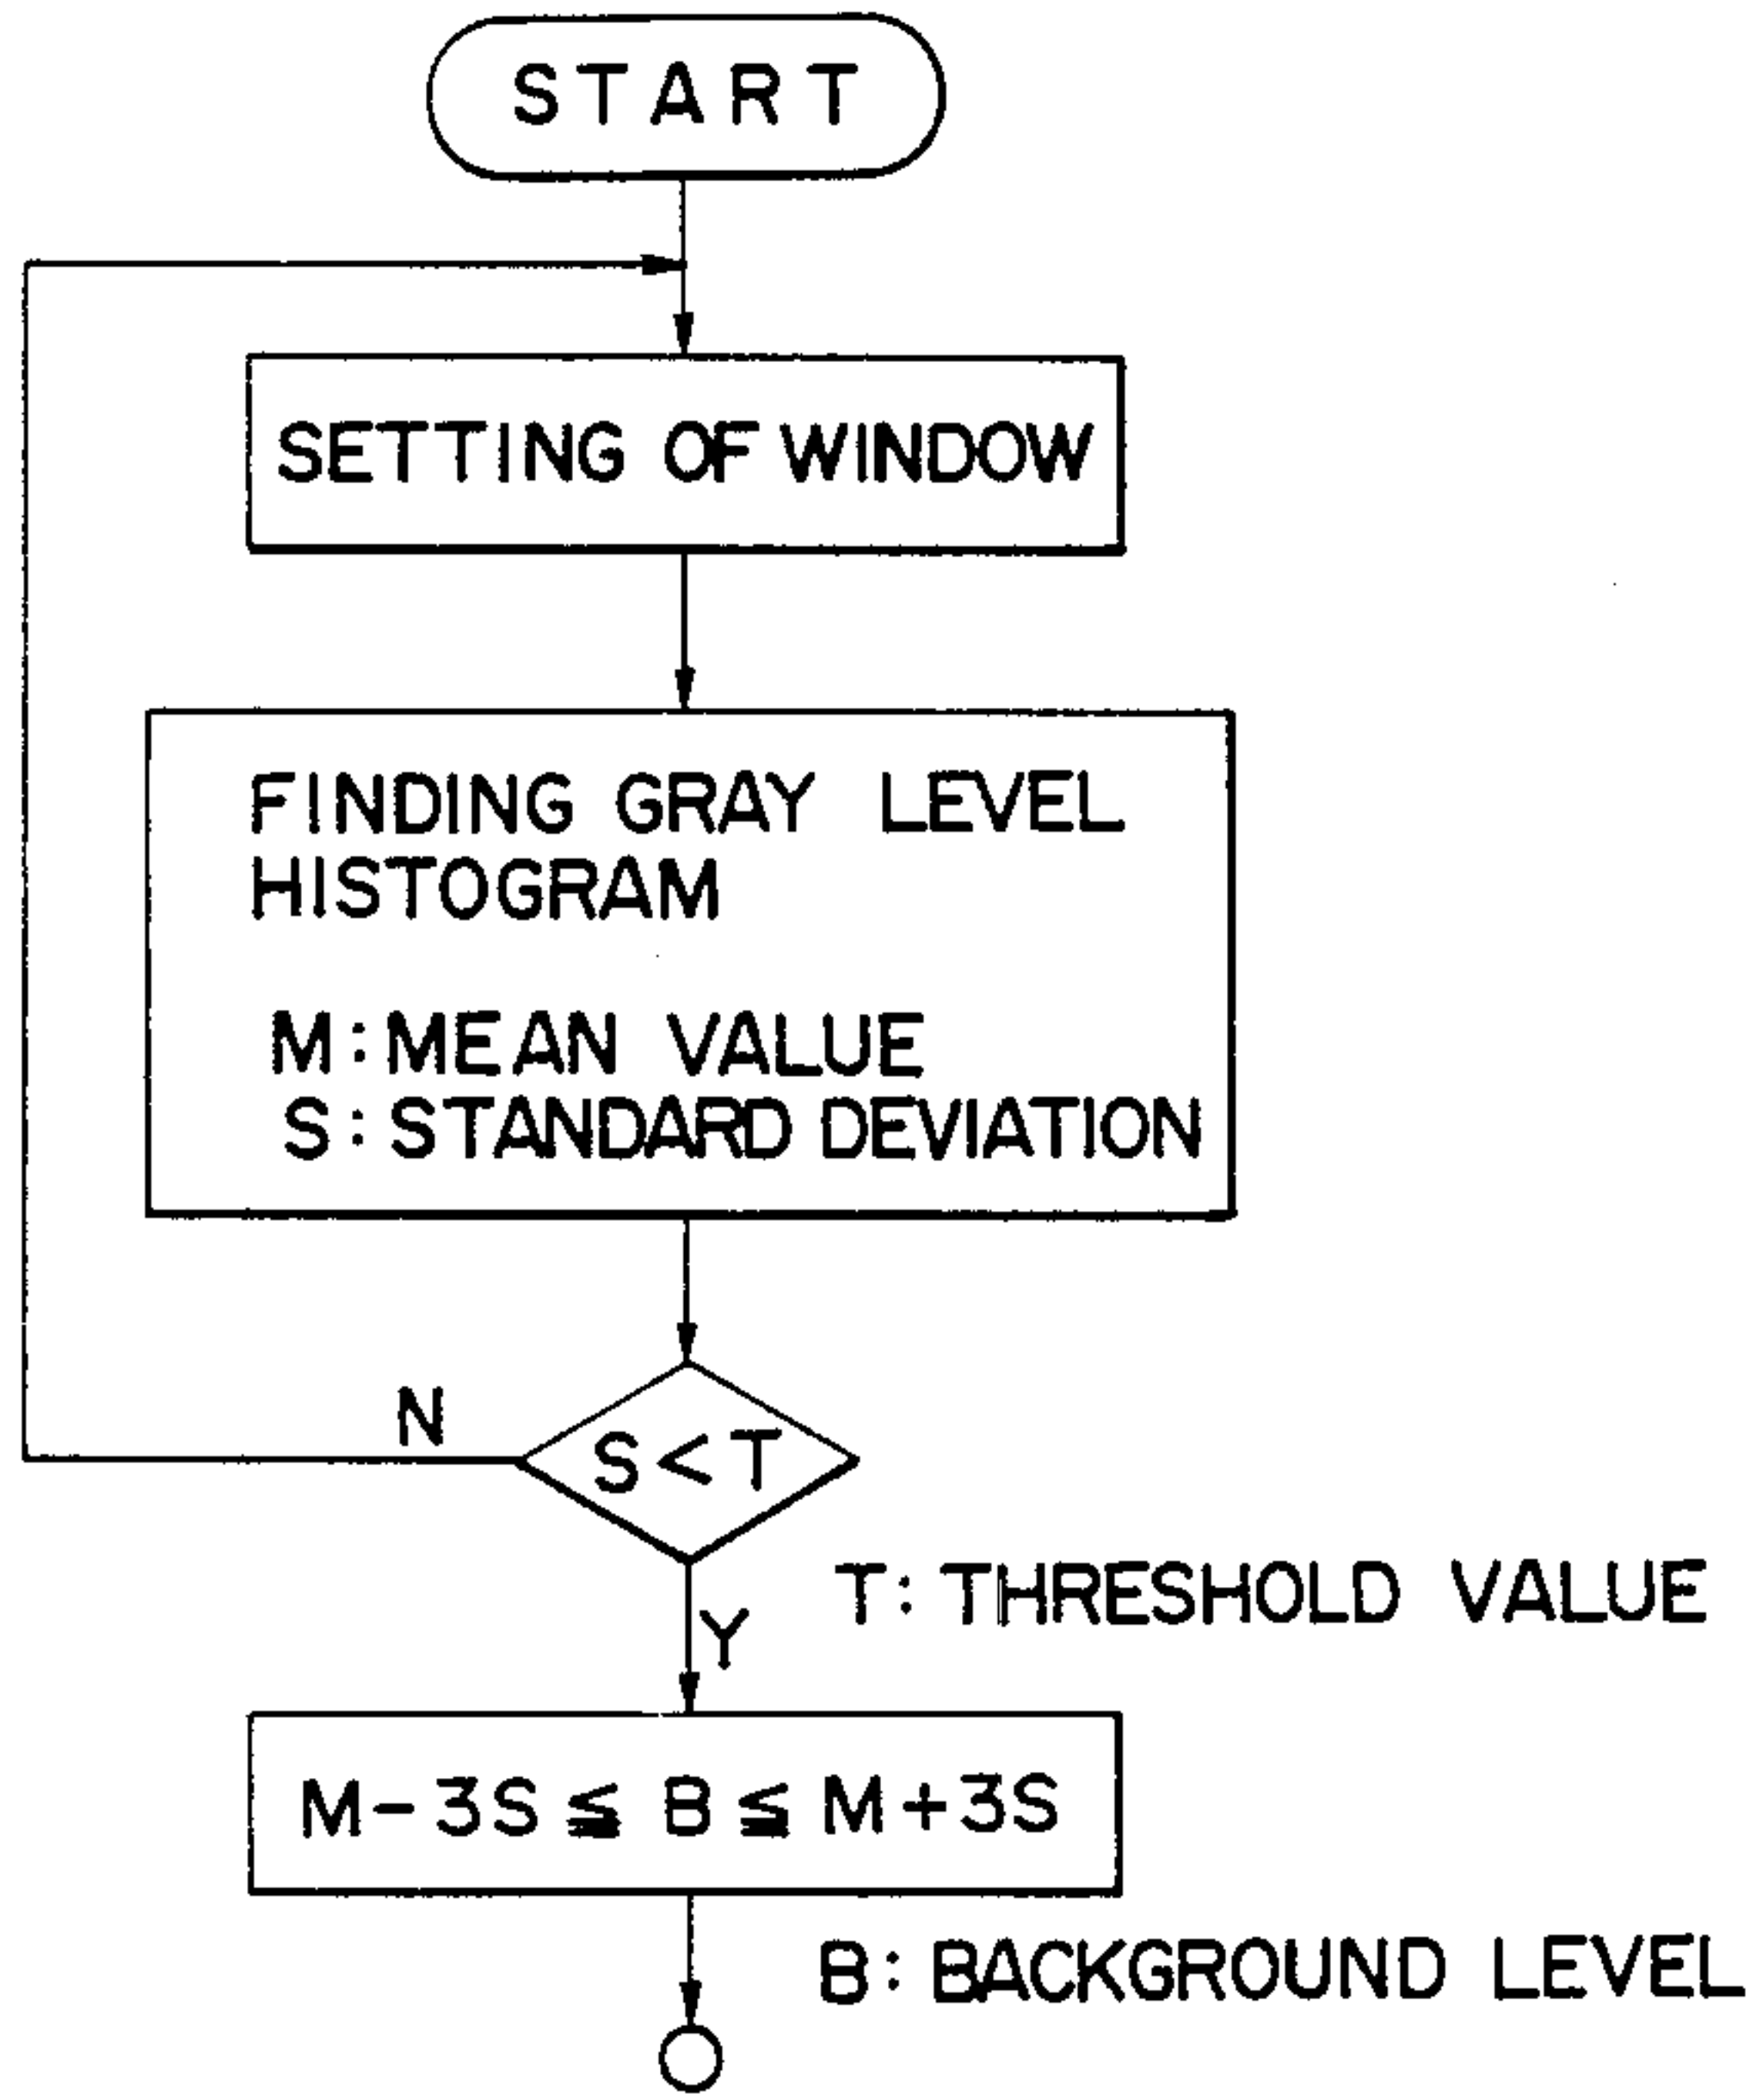 START
SETTING OF WINDOW
FINDING GRAY LEVEL
HISTOGRAM
M:MEAN VALUE
S:STANDARD DEVIATION
N
S<T
T:THRESHOLD VALUE
Y
M-3S≦B≦M+3S
B:BACKGROUND LEVEL